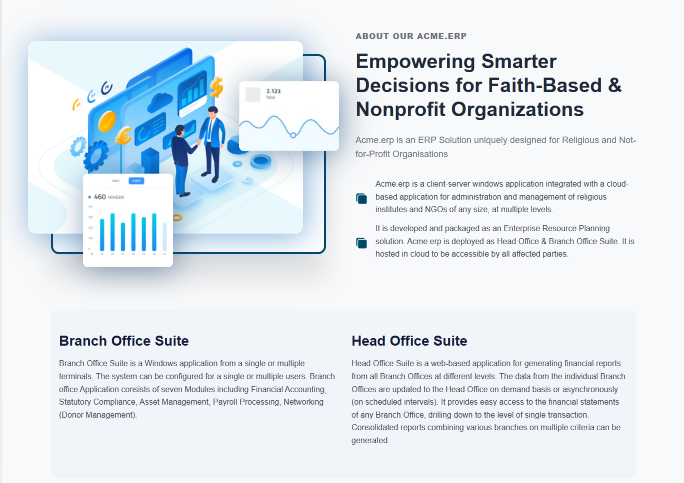 ABOUT OUR ACME.ERP
Empowering Smarter
Decisions for Faith-Based &
Nonprofit Organizations
Acme.erp is an ERP Solution uniquely designed for Religious and Not-
for-Profit Organisations
Acme.erp is a client-server windows application integrated with a cloud-
based application for administration and management of religious
institutes and NGOs of any size, at multiple levels.
It is developed and packaged as an Enterprise Resource Planning
solution. Acme.erp is deployed as Head Office & Branch Office Suite. It is
hosted in cloud to be accessible by all affected parties.
2.123
Total
460
Branch Office Suite
Branch Office Suite is a Windows application from a single or multiple
terminals. The system can be configured for a single or multiple users. Branch
office Application consists of seven Modules including Financial Accounting,
Statutory Compliance, Asset Management, Payroll Processing, Networking
(Donor Management).
Head Office Suite
Head Office Suite is a web-based application for generating financial reports
from all Branch Offices at different levels. The data from the individual Branch
Offices are updated to the Head Office on demand basis or asynchronously
(on scheduled intervals). It provides easy access to the financial statements
of any Branch Office, drilling down to the level of single transaction.
Consolidated reports combining various branches on multiple criteria can be
generated.